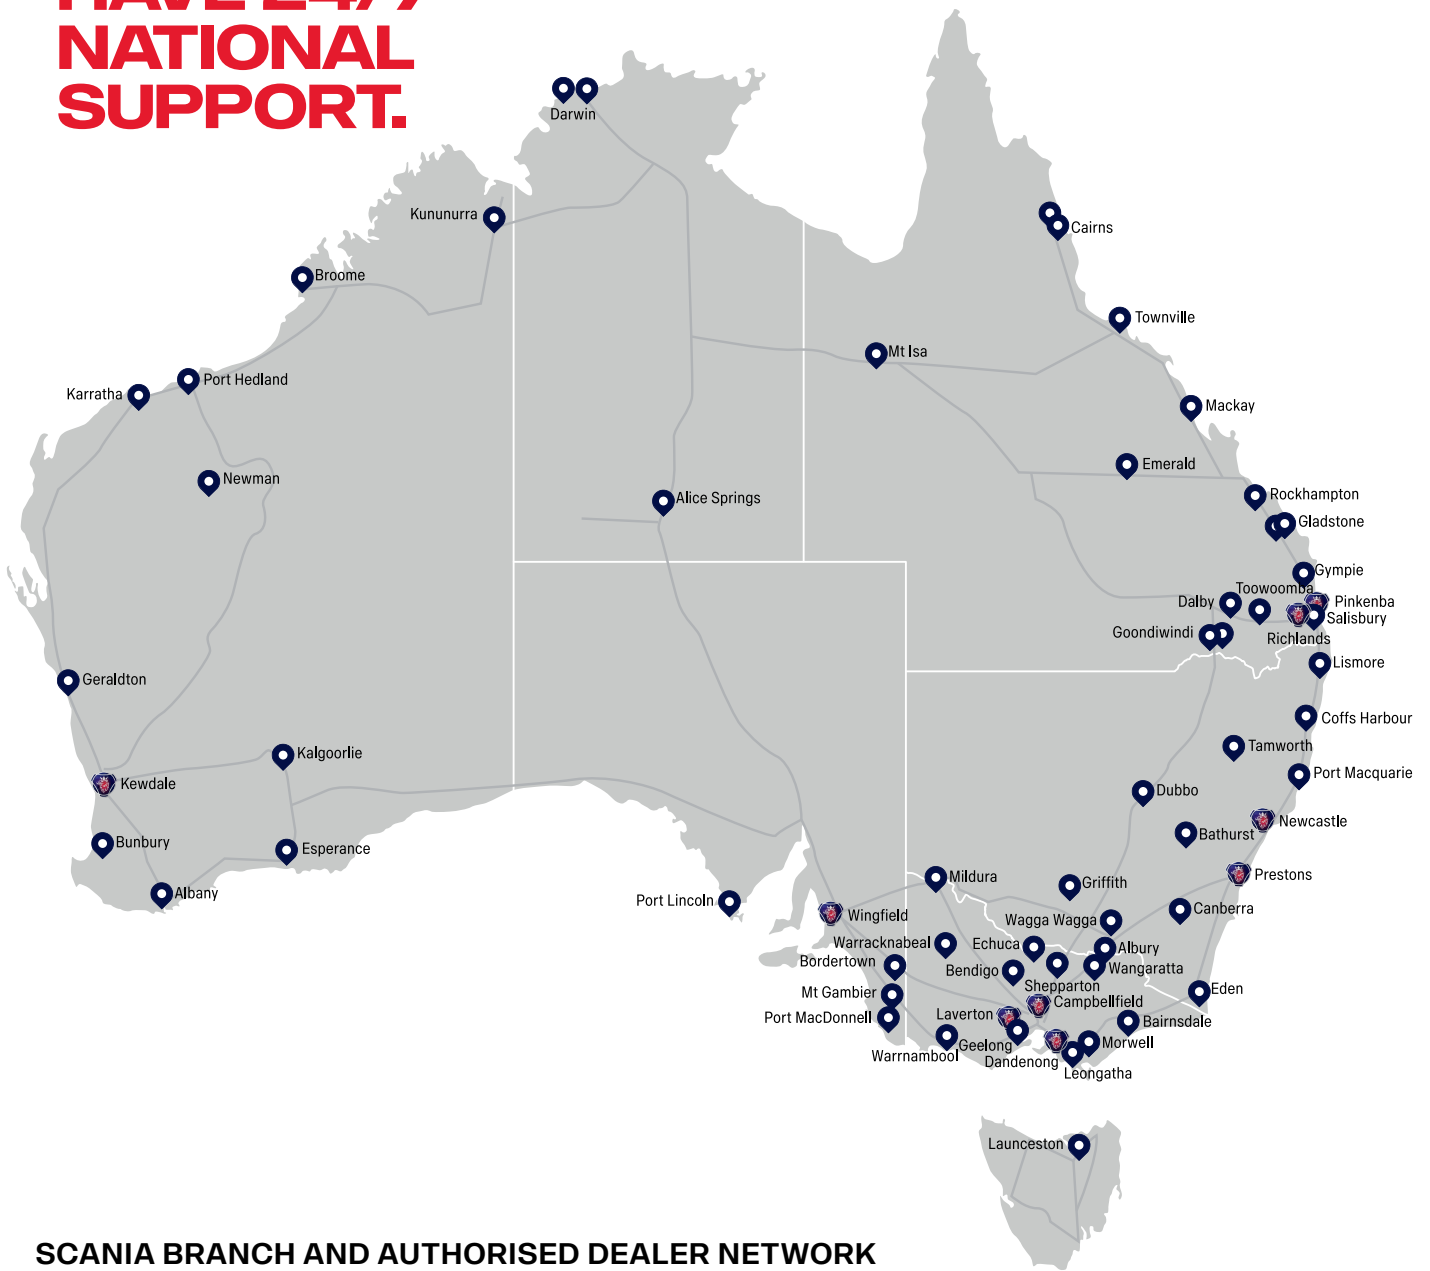 HAVE 24/7
NATIONAL
SUPPORT.
Darwin
Kununurra
Cairns
Broome
Townville
Mt Isa
Port Hedland
Karratha
Mackay
Emerald
Newman
Alice Springs
Rockhampton
Gladstone
Gympie
Toowoomba
Dalby
Pinkenba
Salisbury
Goondiwindi
Richlands
Lismore
Geraldton
Coffs Harbour
Tamworth
Kalgoorlie
Port Macquarie
Kewdale
Dubbo
Newcastle
Bathurst
Bunbury
Esperance
Prestons
Mildura
Griffith
Albany
Port Lincoln
Canberra
Wingfield
Wagga Wagga
Warracknabeal
Echuca
Albury
Bordertown
Bendigo
Wangaratta
Shepparton
Mt Gambier
Eden
Campbellfield
Laverton
Port MacDonnell
Bairnsdale
Geelong
Morwell
Warrnambool
Dandenong
Leongatha
Launceston
SCANIA BRANCH AND AUTHORISED DEALER NETWORK